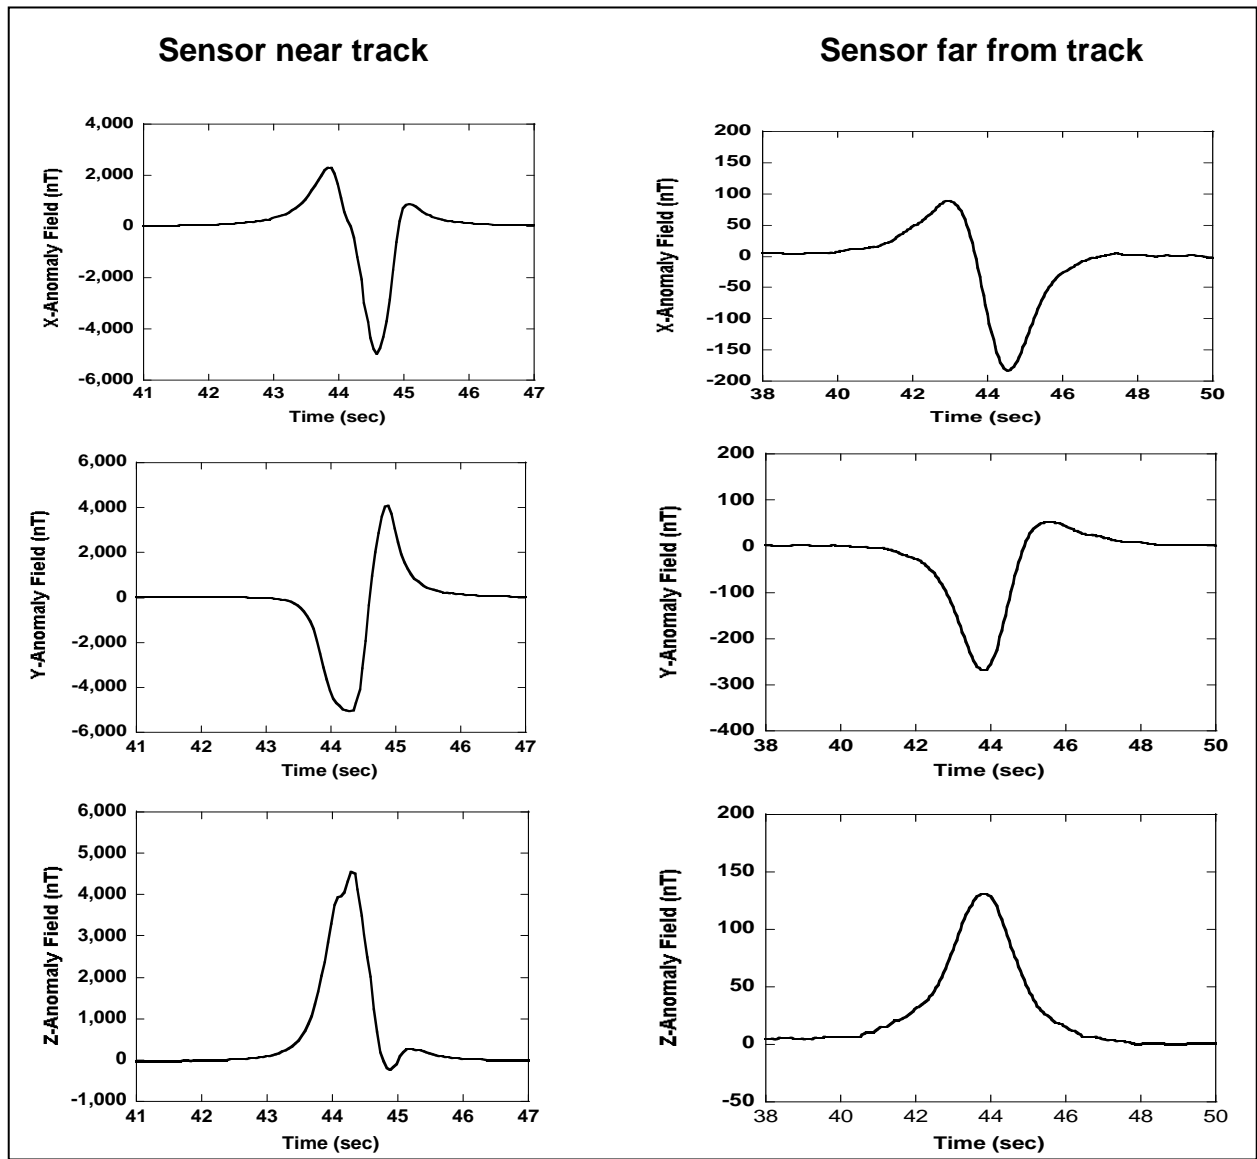 Sensor near track
Sensor far from track
4,000
2,000
0
-2,000
-4,000
-6,000
X-Anomaly Field (nT)
41 42 43 44 45 46 47
Time (sec)
200
150
100
50
0
-50
-100
-150
-200
X-Anomaly Field (nT)
38 40 42 44 46 48 50
Time (sec)
6,000
4,000
2,000
0
-2,000
-4,000
-6,000
Y-Anomaly Field (nT)
41 42 43 44 45 46 47
Time (sec)
200
100
0
-100
-200
-300
-400
Y-Anomaly Field (nT)
38 40 42 44 46 48 50
Time (sec)
6,000
5,000
4,000
3,000
2,000
1,000
0
-1,000
Z-Anomaly Field (nT)
41 42 43 44 45 46 47
Time (sec)
200
150
100
50
0
-50
Z-Anomaly Field (nT)
38 40 42 44 46 48 50
Time (sec)